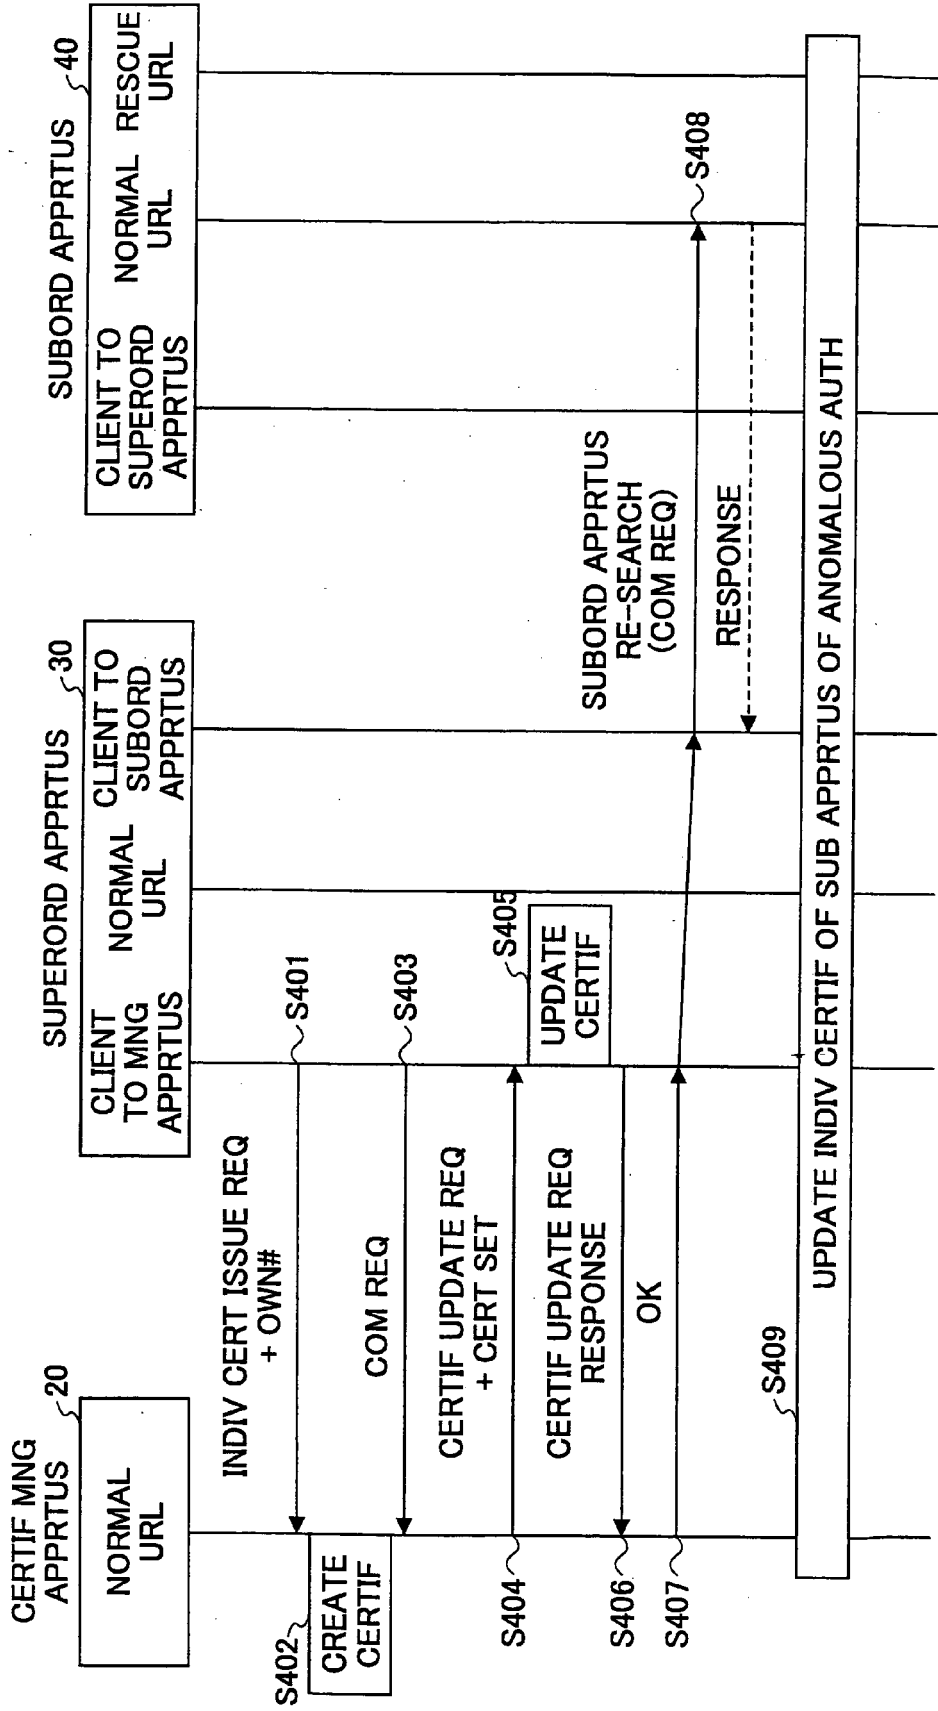 CERTIF MNG
APPRTUS
20
NORMAL
URL
SUPERORD APPRTUS
30
CLIENT
TO MNG
APPRTUS
NORMAL
URL
CLIENT TO
SUBORD
APPRTUS
SUBORD APPRTUS
40
CLIENT TO
SUPERORD
APPRTUS
NORMAL
URL
RESCUE
URL
INDIV CERT ISSUE REQ
+ OWN#
S401
S402
CREATE
CERTIF
COM REQ
S403
CERTIF UPDATE REQ
+ CERT SET
S404
S405
UPDATE
CERTIF
CERTIF UPDATE REQ
RESPONSE
S406
OK
S407
SUBORD APPRTUS
RE-SEARCH
(COM REQ)
S408
RESPONSE
S409
UPDATE INDIV CERTIF OF SUB APPRTUS OF ANOMALOUS AUTH